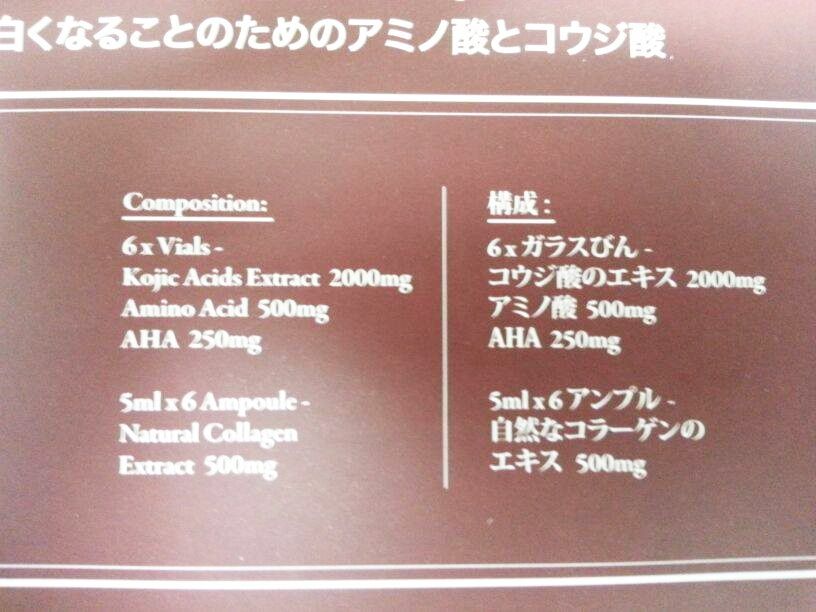 白くなることのためのアミノ酸とコウジ酸.
Composition:
6 x Vials -
Kojic Acids Extract 2000mg
Amino Acid 500mg
AHA 250mg
5ml x 6 Ampoule -
Natural Collagen
Extract 500mg
構成 :
6 x ガラスびん -
コウジ酸のエキス 2000mg
アミノ酸 500mg
AHA 250mg
5ml x 6 アンプル -
自然なコラーゲンの
エキス 500mg